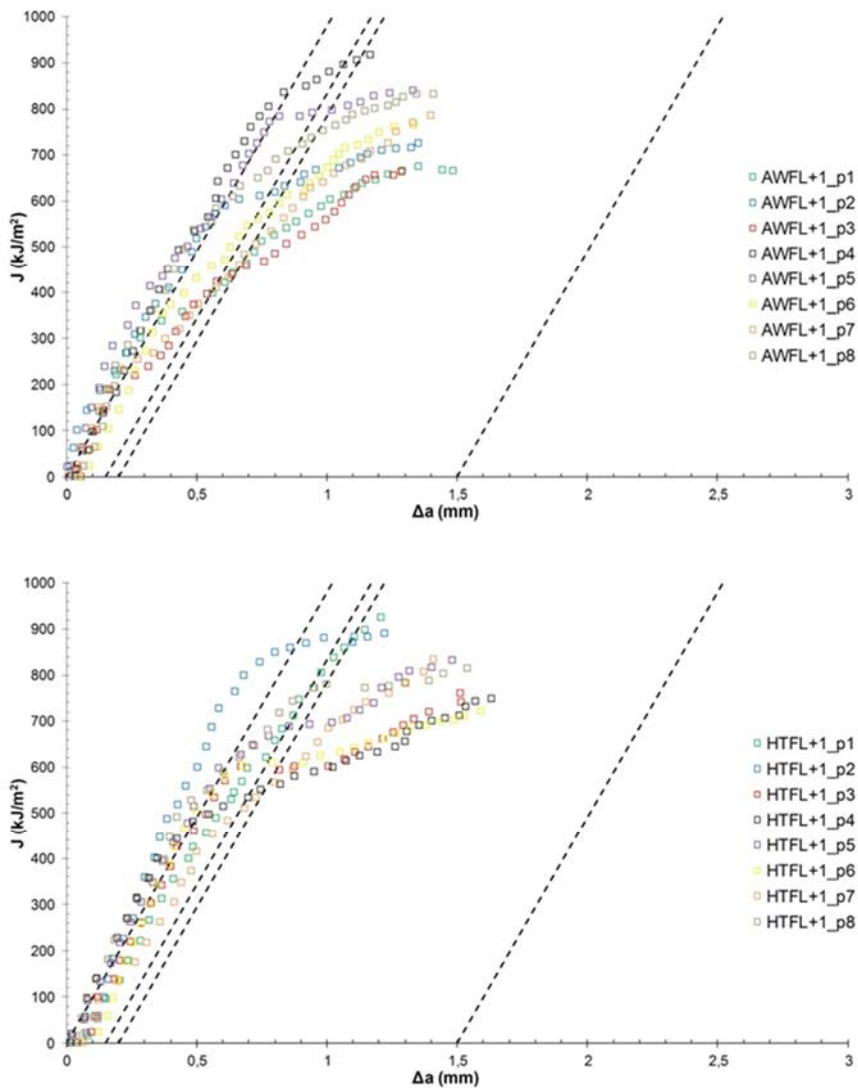 1000
900
800
700
600
500
400
300
200
100
0
J (kJ/m²)
0 0,5 1 1,5 2 2,5 3
Δa (mm)
AWFL+1_p1
AWFL+1_p2
AWFL+1_p3
AWFL+1_p4
AWFL+1_p5
AWFL+1_p6
AWFL+1_p7
AWFL+1_p8
1000
900
800
700
600
500
400
300
200
100
0
J (kJ/m²)
0 0,5 1 1,5 2 2,5 3
Δa (mm)
HTFL+1_p1
HTFL+1_p2
HTFL+1_p3
HTFL+1_p4
HTFL+1_p5
HTFL+1_p6
HTFL+1_p7
HTFL+1_p8